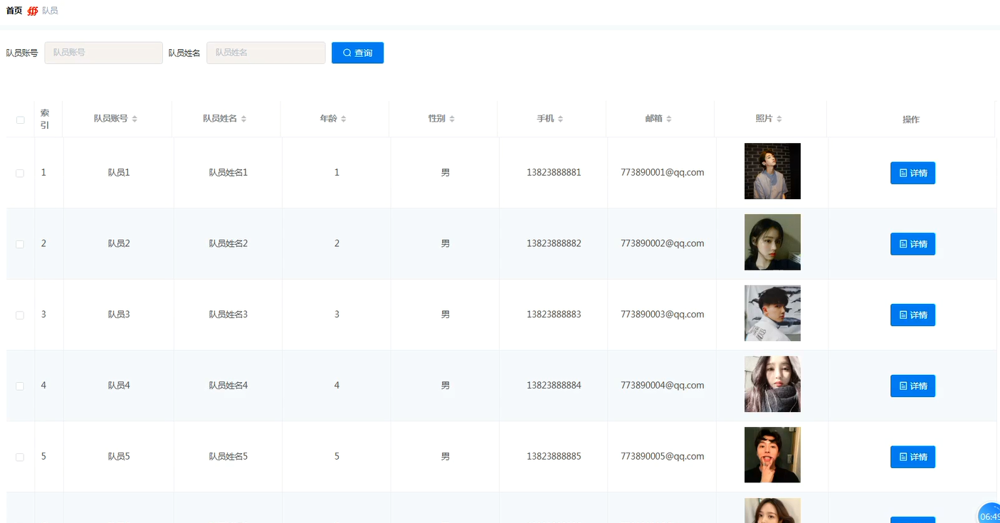 首页 队员
队员账号 队员账号 队员姓名 队员姓名 查询
索引 队员账号 队员姓名 年龄 性别 手机 邮箱 照片 操作
1 队员1 队员姓名1 1 男 13823888881 773890001@qq.com 详情
2 队员2 队员姓名2 2 男 13823888882 773890002@qq.com 详情
3 队员3 队员姓名3 3 男 13823888883 773890003@qq.com 详情
4 队员4 队员姓名4 4 男 13823888884 773890004@qq.com 详情
5 队员5 队员姓名5 5 男 13823888885 773890005@qq.com 详情
06:49